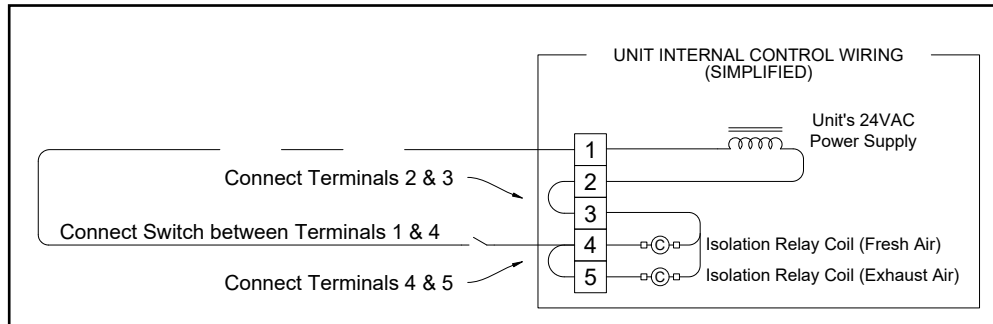 UNIT INTERNAL CONTROL WIRING
(SIMPLIFIED)
Unit's 24VAC
Power Supply
1
Connect Terminals 2 & 3
2
3
Connect Switch between Terminals 1 & 4
4
C
Isolation Relay Coil (Fresh Air)
Connect Terminals 4 & 5
5
C
Isolation Relay Coil (Exhaust Air)